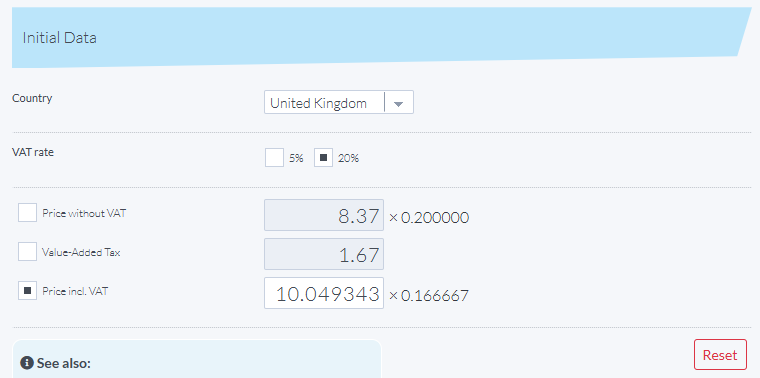 Initial Data
Country
United Kingdom
VAT rate
5%
20%
Price without VAT
8.37 × 0.200000
Value-Added Tax
1.67
Price incl. VAT
10.049343 × 0.166667
See also:
Reset